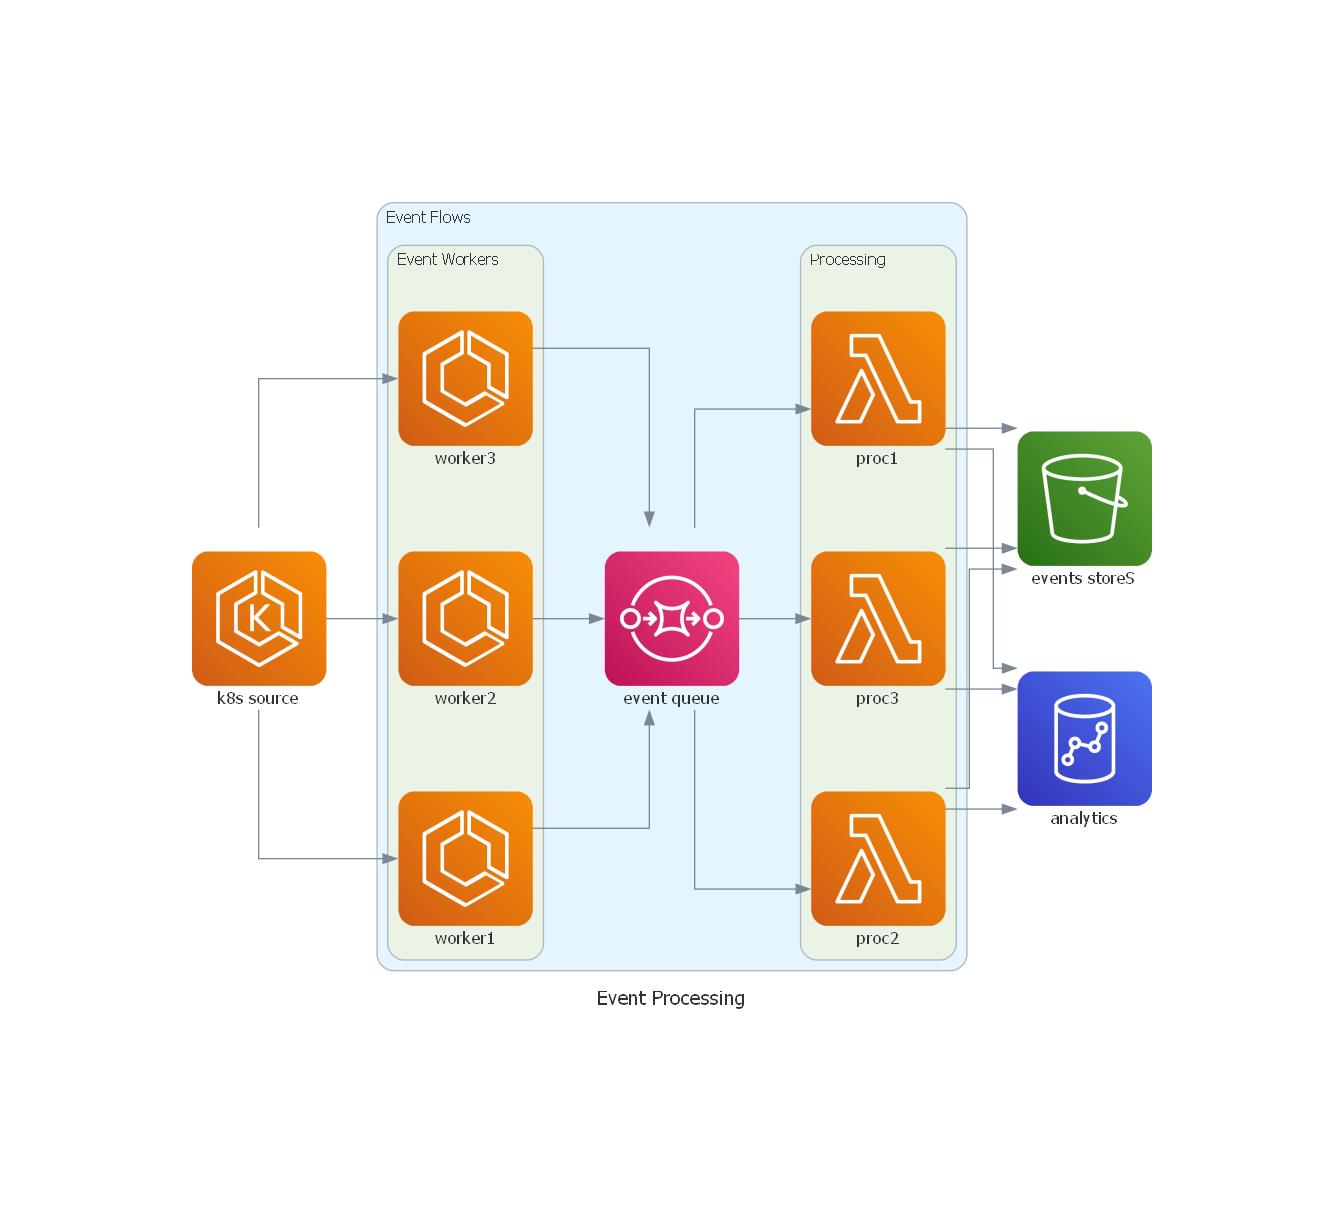 Event Flows
Event Workers
Processing
worker3
proc1
events storeS
K
k8s source
worker2
event queue
proc3
analytics
worker1
proc2
Event Processing